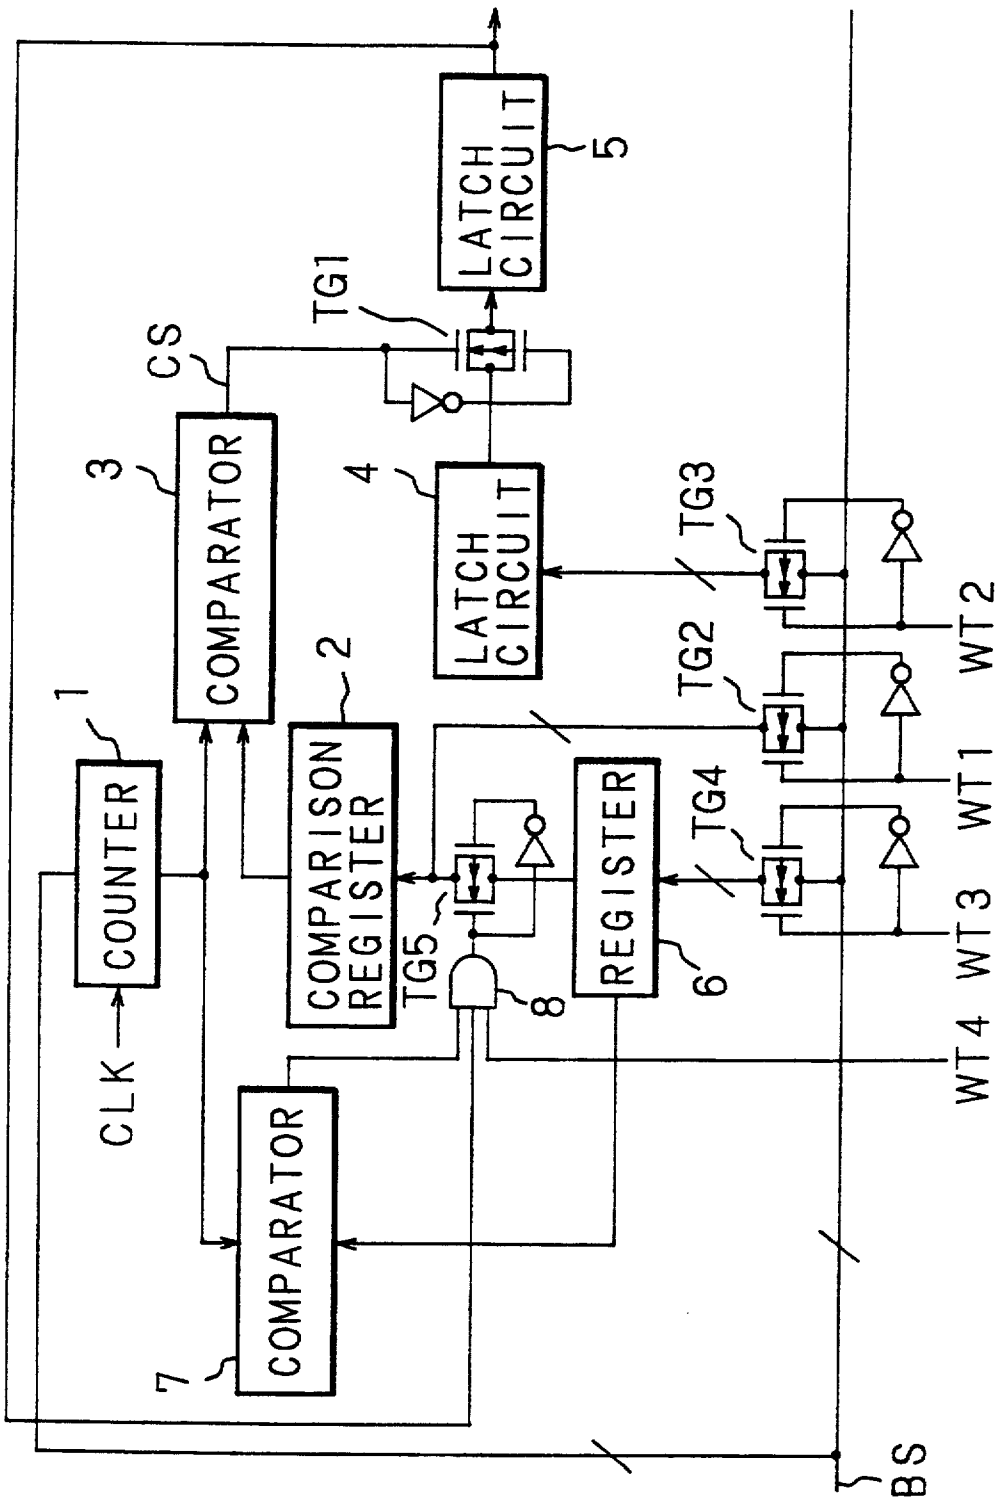 CLK
COUNTER
1
COMPARATOR
3
CS
COMPARISON
REGISTER
2
TG1
COMPARATOR
7
TG5
8
LATCH
CIRCUIT
4
LATCH
CIRCUIT
5
REGISTER
6
TG4
TG2
TG3
BS
WT4
WT3
WT1
WT2